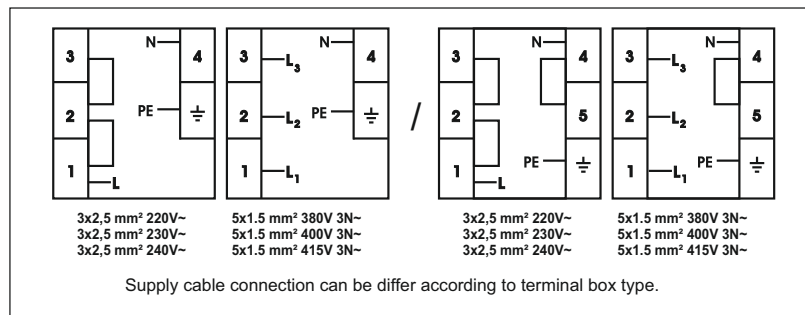 3 N 4
2 PE
1 L
3x2,5 mm² 220V~
3x2,5 mm² 230V~
3x2,5 mm² 240V~
3 L3 N 4
2 L2 PE
1 L1
5x1.5 mm² 380V 3N~
5x1.5 mm² 400V 3N~
5x1.5 mm² 415V 3N~
/
3 N 4
2 5
1 L PE
3x2,5 mm² 220V~
3x2,5 mm² 230V~
3x2,5 mm² 240V~
3 L3 N 4
2 L2 5
1 L1 PE
5x1.5 mm² 380V 3N~
5x1.5 mm² 400V 3N~
5x1.5 mm² 415V 3N~
Supply cable connection can be differ according to terminal box type.